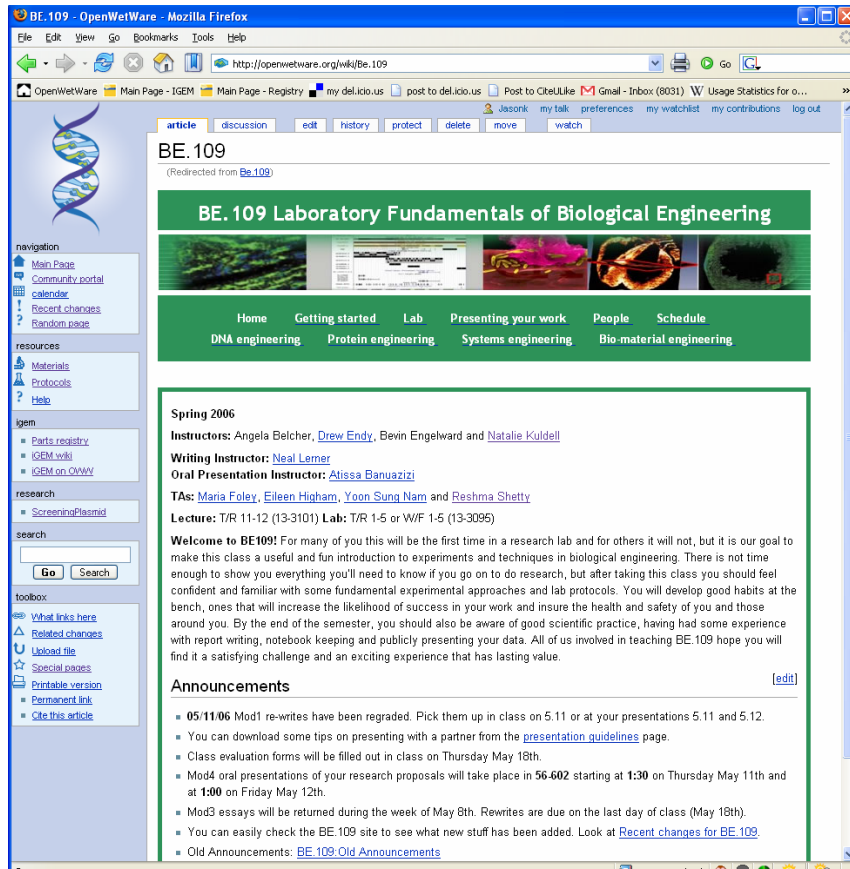 BE.109 - OpenWetWare - Mozilla Firefox
File Edit View Go Bookmarks Tools Help
http://openwetware.org/wiki/Be.109 Go G
OpenWetWare Main Page - IGEM Main Page - Registry my del.icio.us post to del.icio.us Post to CiteULike Gmail - Inbox (8031) W Usage Statistics for o... »
Jasonk my talk preferences my watchlist my contributions log out
article discussion edit history protect delete move watch
BE.109
(Redirected from Be.109)
BE.109 Laboratory Fundamentals of Biological Engineering
Home Getting started Lab Presenting your work People Schedule
DNA engineering Protein engineering Systems engineering Bio-material engineering
navigation
Main Page
Community portal
calendar
Recent changes
Random page
resources
Materials
Protocols
Help
igem
Parts registry
iGEM wiki
iGEM on OWW
research
ScreeningPlasmid
search
Go Search
toolbox
What links here
Related changes
Upload file
Special pages
Printable version
Permanent link
Cite this article
Spring 2006
Instructors: Angela Belcher, Drew Endy, Bevin Engelward and Natalie Kuldell
Writing Instructor: Neal Lerner
Oral Presentation Instructor: Atissa Banuazizi
TAs: Maria Foley, Eileen Higham, Yoon Sung Nam and Reshma Shetty
Lecture: T/R 11-12 (13-3101) Lab: T/R 1-5 or W/F 1-5 (13-3095)
Welcome to BE109! For many of you this will be the first time in a research lab and for others it will not, but it is our goal to
make this class a useful and fun introduction to experiments and techniques in biological engineering. There is not time
enough to show you everything you'll need to know if you go on to do research, but after taking this class you should feel
confident and familiar with some fundamental experimental approaches and lab protocols. You will develop good habits at the
bench, ones that will increase the likelihood of success in your work and insure the health and safety of you and those
around you. By the end of the semester, you should also be aware of good scientific practice, having had some experience
with report writing, notebook keeping and publicly presenting your data. All of us involved in teaching BE.109 hope you will
find it a satisfying challenge and an exciting experience that has lasting value.
Announcements [edit]
05/11/06 Mod1 re-writes have been regraded. Pick them up in class on 5.11 or at your presentations 5.11 and 5.12.
You can download some tips on presenting with a partner from the presentation guidelines page.
Class evaluation forms will be filled out in class on Thursday May 18th.
Mod4 oral presentations of your research proposals will take place in 56-602 starting at 1:30 on Thursday May 11th and
at 1:00 on Friday May 12th.
Mod3 essays will be returned during the week of May 8th. Rewrites are due on the last day of class (May 18th).
You can easily check the BE.109 site to see what new stuff has been added. Look at Recent changes for BE.109.
Old Announcements: BE.109:Old Announcements